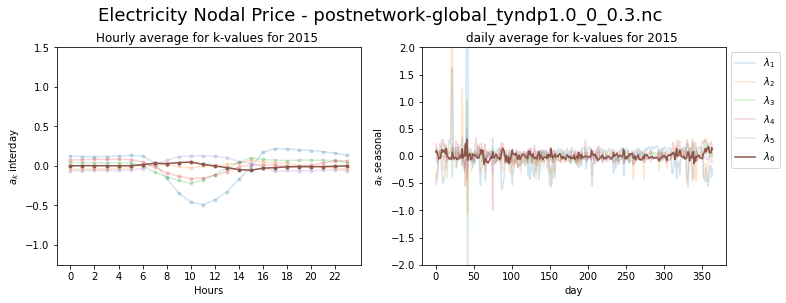 Electricity Nodal Price - postnetwork-global_tyndp1.0_0_0.3.nc
Hourly average for k-values for 2015
1.5
1.0
0.5
0.0
−0.5
−1.0
a_k interday
0 2 4 6 8 10 12 14 16 18 20 22
Hours
daily average for k-values for 2015
2.0
1.5
1.0
0.5
0.0
−0.5
−1.0
−1.5
−2.0
a_k seasonal
0 50 100 150 200 250 300 350
day
λ₁
λ₂
λ₃
λ₄
λ₅
λ₆